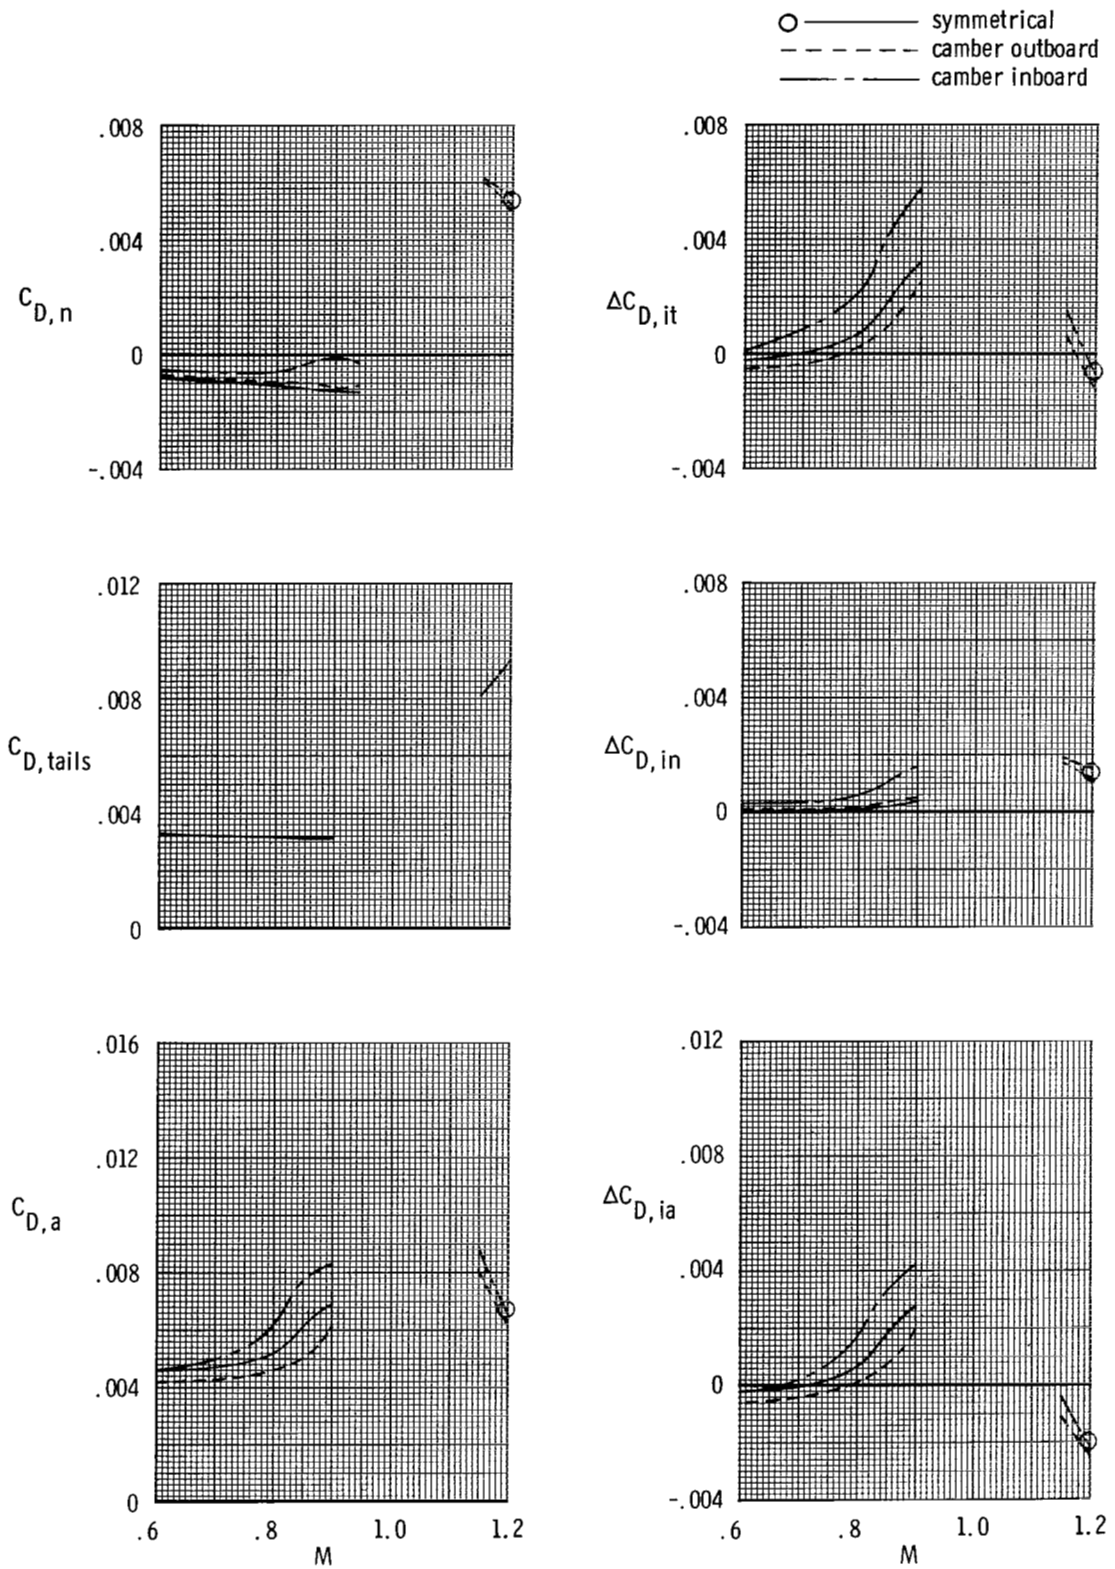 symmetrical
camber outboard
camber inboard
.008
.004
0
-.004
C_D,n
.008
.004
0
-.004
ΔC_D,it
.012
.008
.004
0
C_D,tails
.008
.004
0
-.004
ΔC_D,in
.016
.012
.008
.004
0
C_D,a
.6 .8 1.0 1.2
M
.012
.008
.004
0
-.004
ΔC_D,ia
.6 .8 1.0 1.2
M